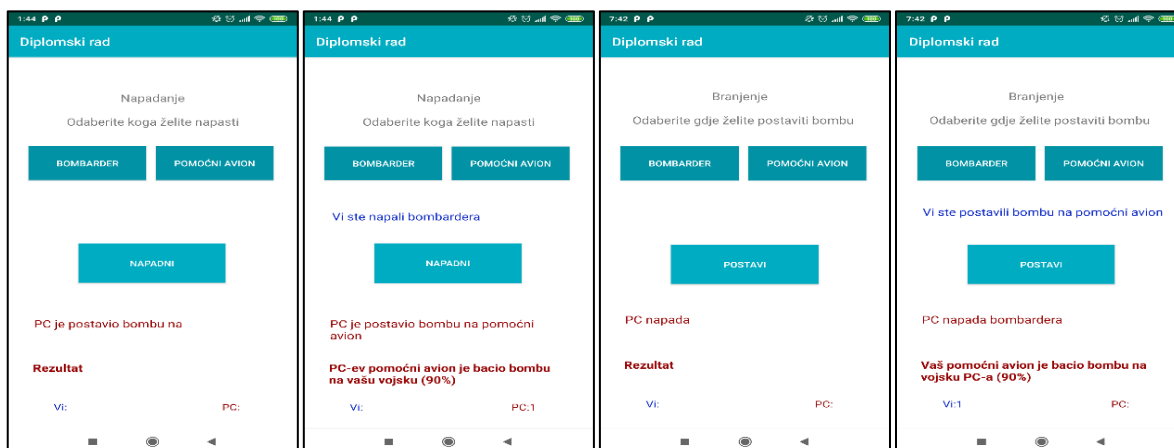 1:44
Diplomski rad
Napadanje
Odaberite koga želite napasti
BOMBARDER
POMOĆNI AVION
NAPADNI
PC je postavio bombu na
Rezultat
Vi:
PC:
1:44
Diplomski rad
Napadanje
Odaberite koga želite napasti
BOMBARDER
POMOĆNI AVION
Vi ste napali bombardera
NAPADNI
PC je postavio bombu na pomoćni
avion
PC-ev pomoćni avion je bacio bombu
na vašu vojsku (90%)
Vi:
PC:1
7:42
Diplomski rad
Branjenje
Odaberite gdje želite postaviti bombu
BOMBARDER
POMOĆNI AVION
POSTAVI
PC napada
Rezultat
Vi:
PC:
7:42
Diplomski rad
Branjenje
Odaberite gdje želite postaviti bombu
BOMBARDER
POMOĆNI AVION
Vi ste postavili bombu na pomoćni avion
POSTAVI
PC napada bombardera
Vaš pomoćni avion je bacio bombu na
vojsku PC-a (90%)
Vi:1
PC: